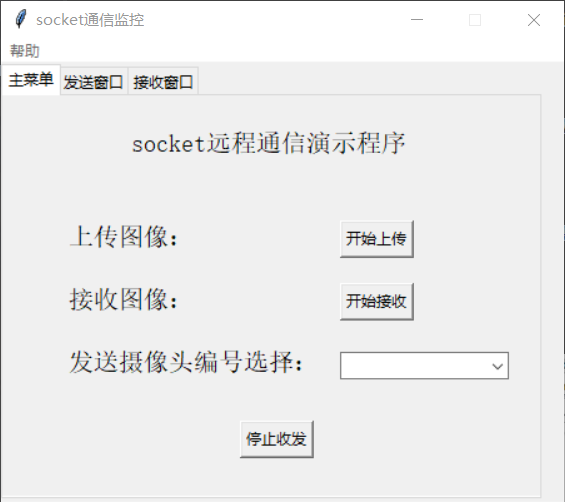 socket通信监控
帮助
主菜单 发送窗口 接收窗口
socket远程通信演示程序
上传图像： 开始上传
接收图像： 开始接收
发送摄像头编号选择：
停止收发